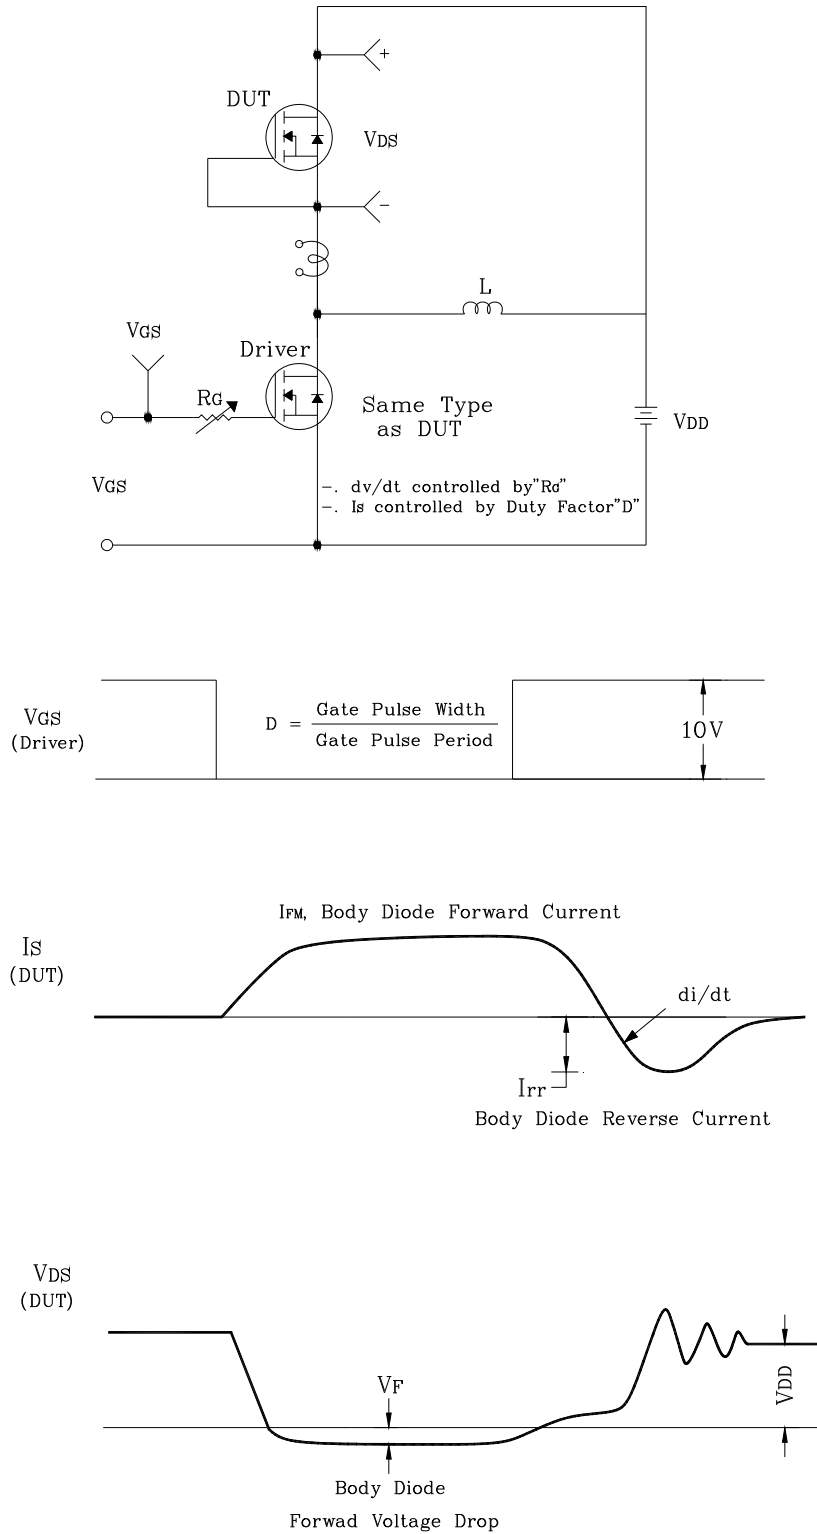 +
DUT
VDS
−
L
VGS
Driver
RG
Same Type
as DUT
VDD
VGS
−. dv/dt controlled by"RG"
−. Is controlled by Duty Factor"D"
VGS
(Driver)
D = Gate Pulse Width
Gate Pulse Period
10V
IFM, Body Diode Forward Current
IS
(DUT)
di/dt
Irr
Body Diode Reverse Current
VDS
(DUT)
VF
VDD
Body Diode
Forwad Voltage Drop